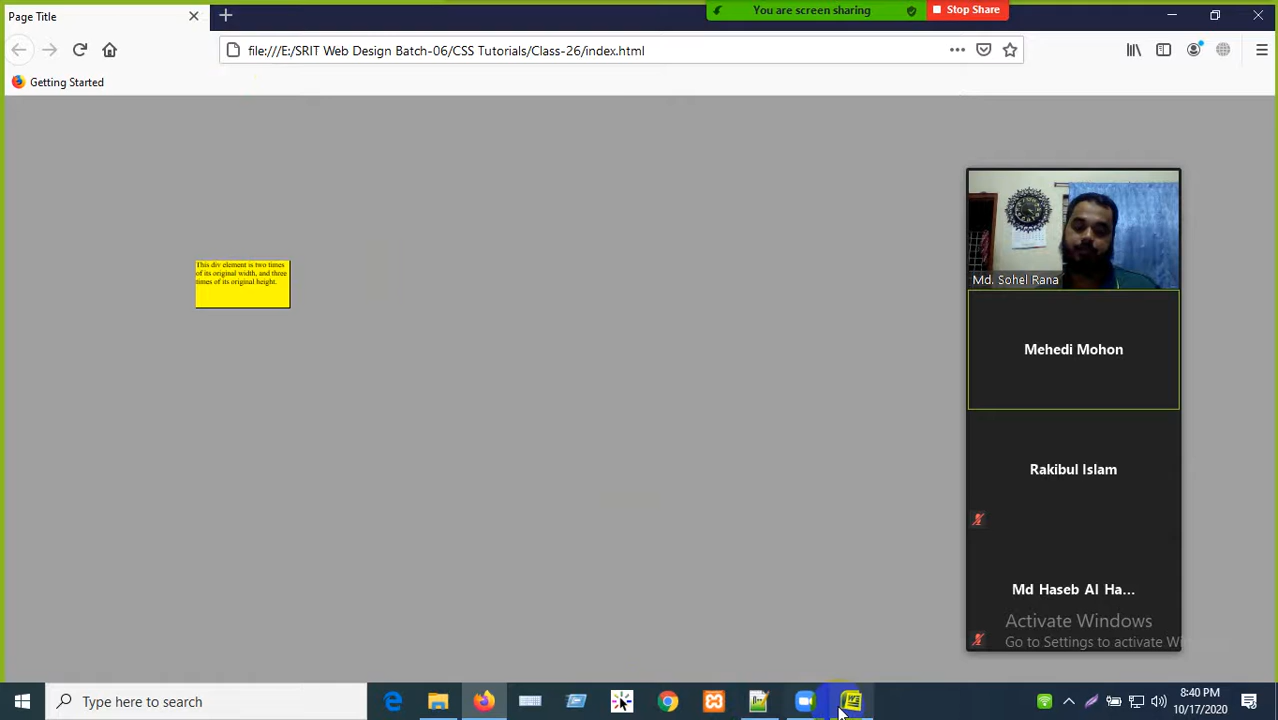 Page Title
You are screen sharing
Stop Share
file:///E:/SRIT Web Design Batch-06/CSS Tutorials/Class-26/index.html
Getting Started
This div element is two times
of its original width, and three
times of its original height.
Md. Sohel Rana
Mehedi Mohon
Rakibul Islam
Md Haseb Al Ha...
Activate Windows
Go to Settings to activate Wi
Type here to search
8:40 PM
10/17/2020